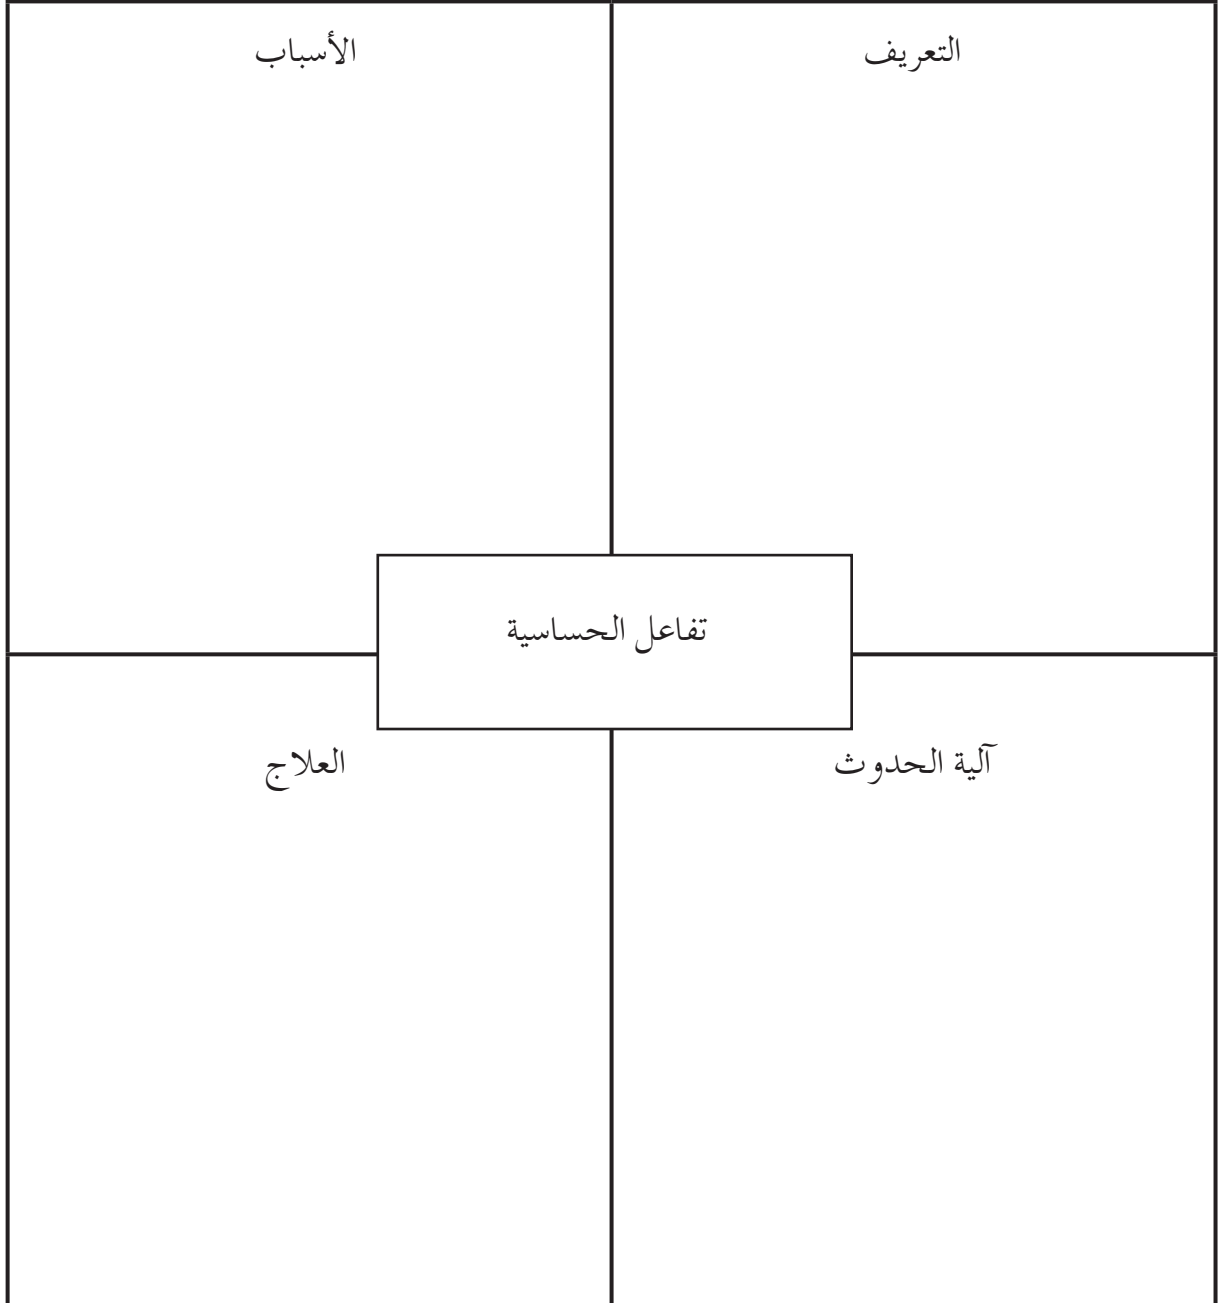 التعريف
الأسباب
تفاعل الحساسية
آلية الحدوث
العلاج